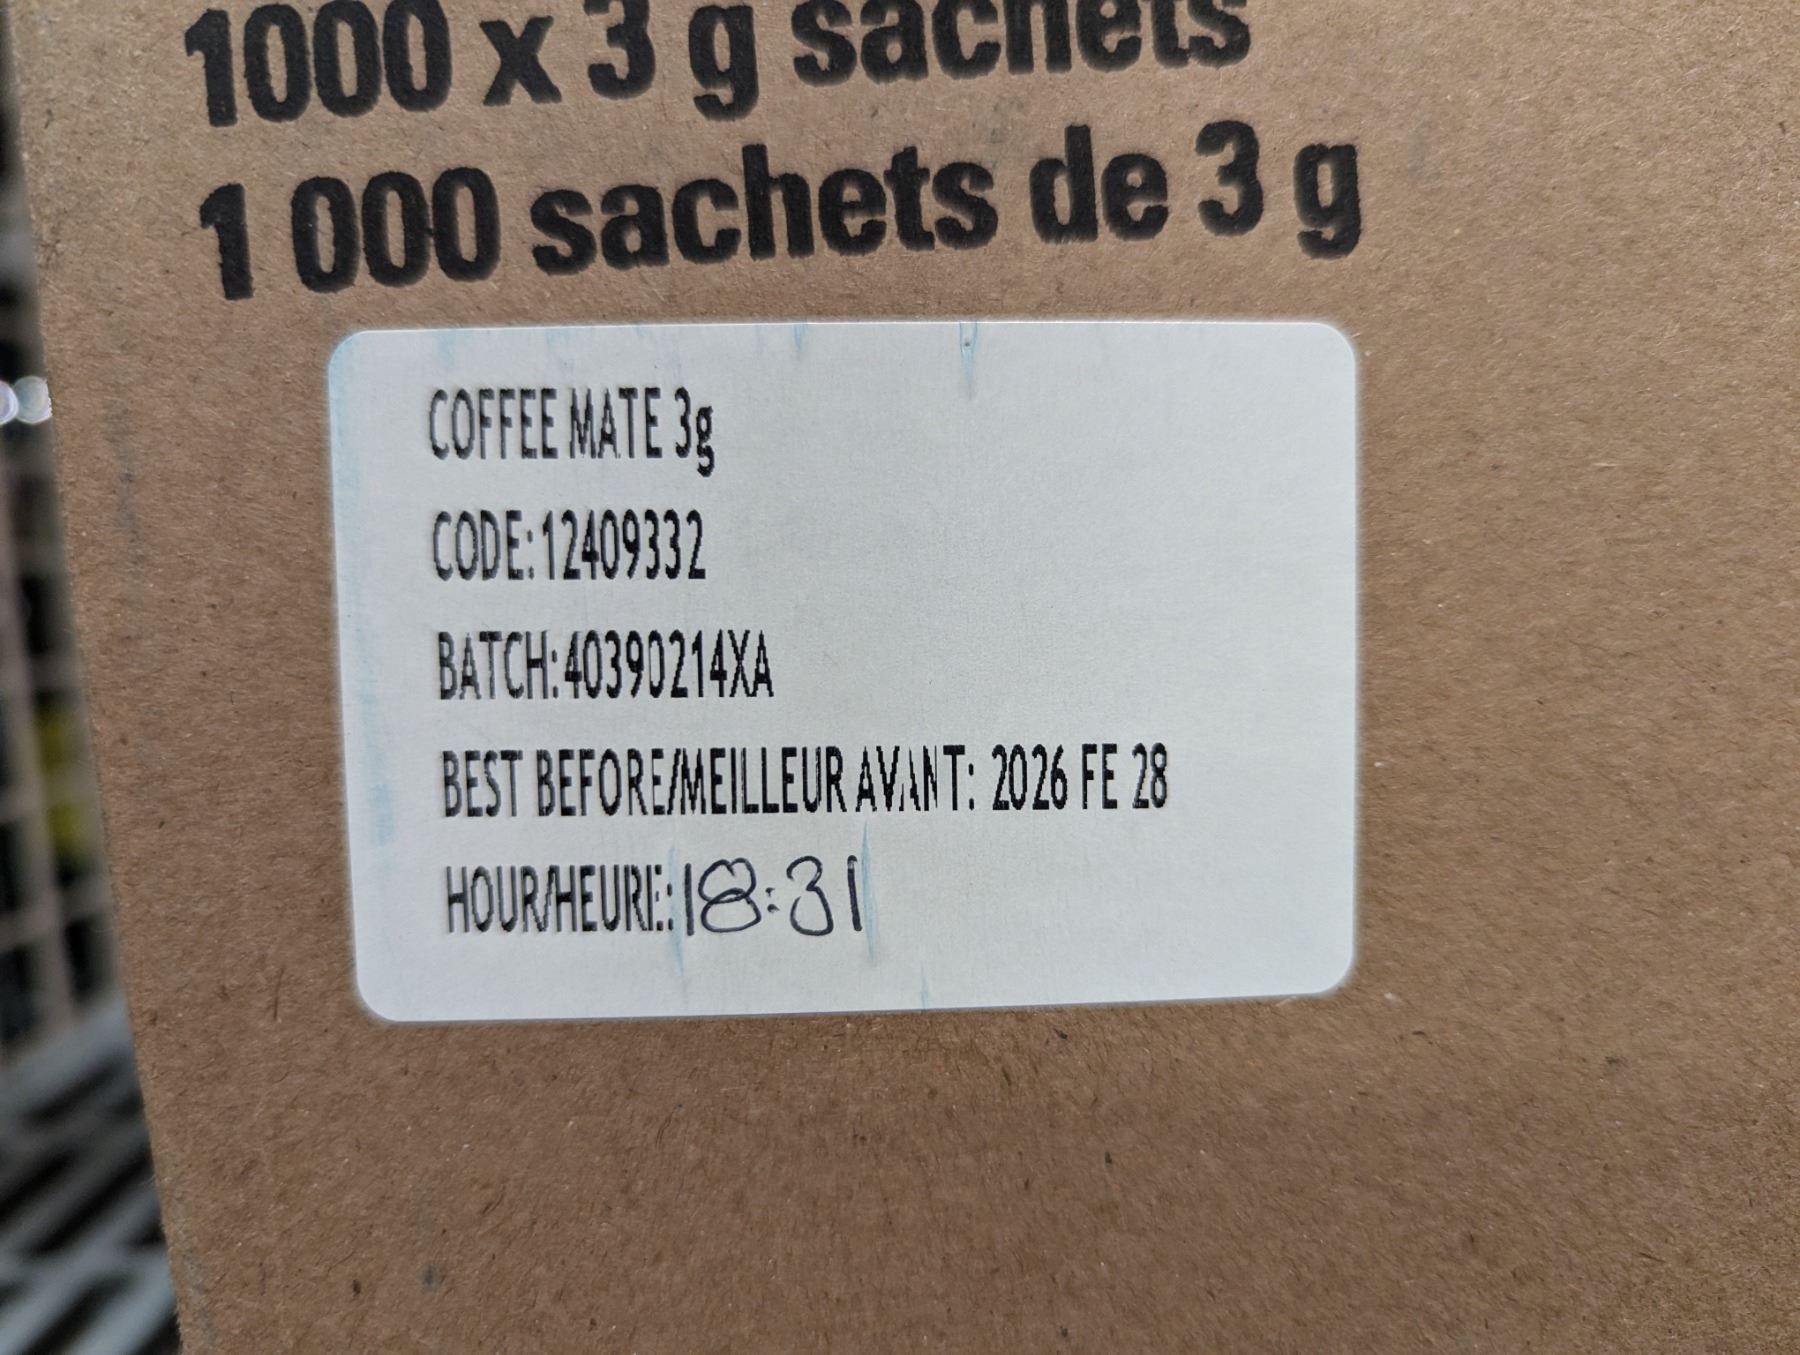 1000 x 3 g sachets
1 000 sachets de 3 g
COFFEE MATE 3g
CODE:12409332
BATCH:40390214XA
BEST BEFORE/MEILLEUR AVANT: 2026 FE 28
HOUR/HEURE:18:31